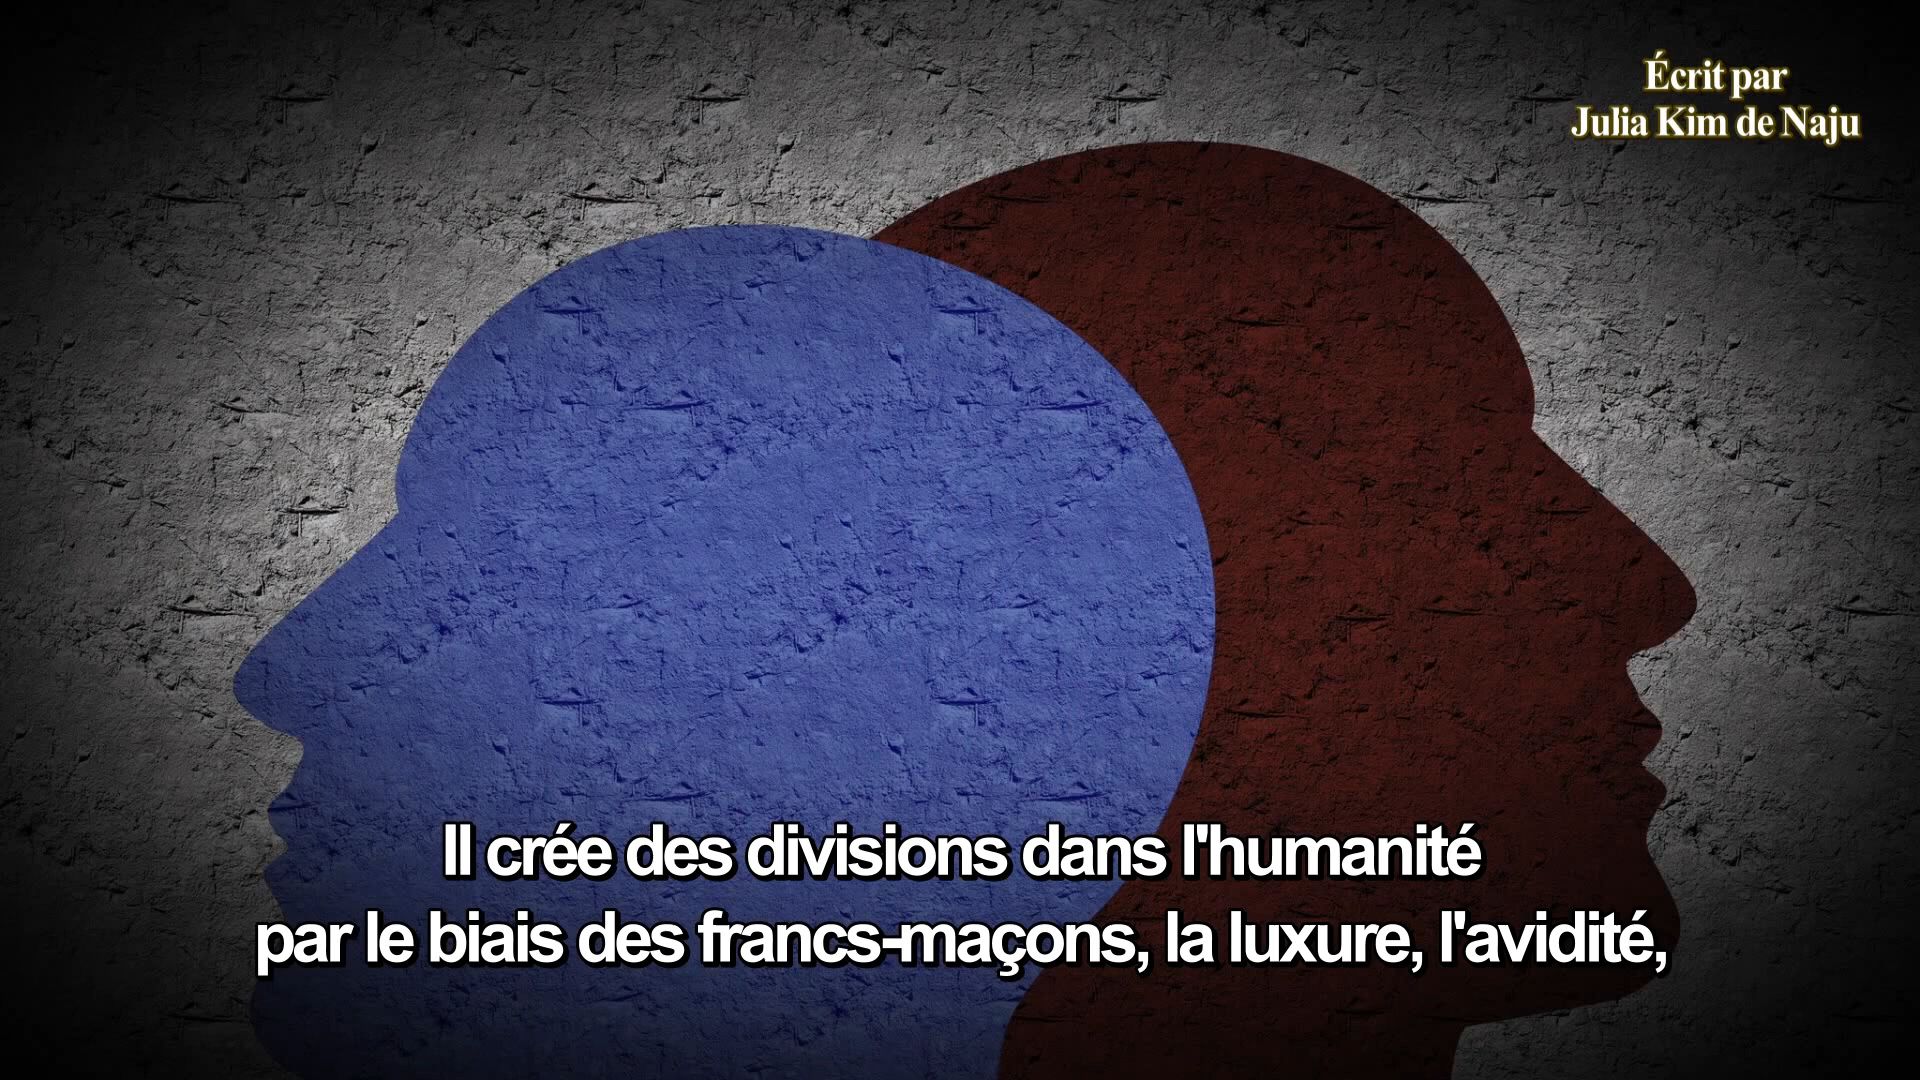 Écrit par
Julia Kim de Naju
Il crée des divisions dans l'humanité
par le biais des francs-maçons, la luxure, l'avidité,